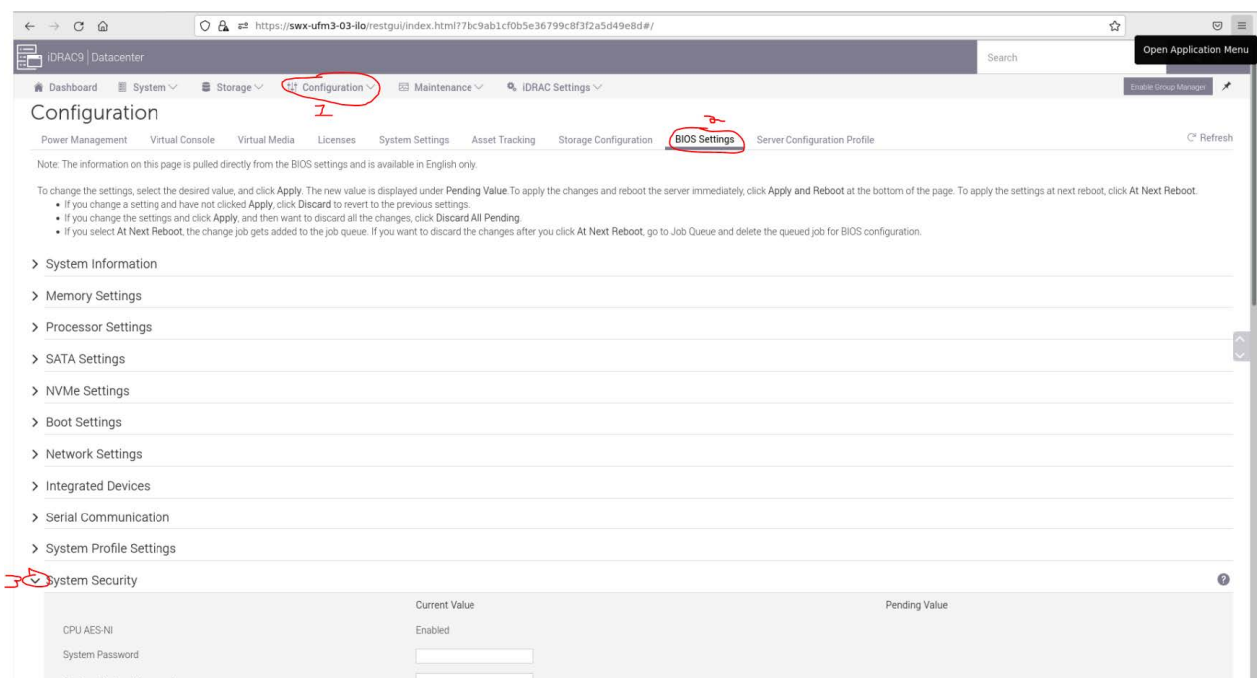 https://swx-ufm3-03-ilo/restgui/index.html?7bc9ab1cf0b5e36799c8f3f2a5d49e8d#/
Open Application Menu
iDRAC9 | Datacenter
Search
Dashboard System Storage Configuration Maintenance iDRAC Settings Enable Group Manager
1
Configuration
2
Power Management Virtual Console Virtual Media Licenses System Settings Asset Tracking Storage Configuration BIOS Settings Server Configuration Profile Refresh
Note: The information on this page is pulled directly from the BIOS settings and is available in English only.
To change the settings, select the desired value, and click Apply. The new value is displayed under Pending Value.To apply the changes and reboot the server immediately, click Apply and Reboot at the bottom of the page. To apply the settings at next reboot, click At Next Reboot.
• If you change a setting and have not clicked Apply, click Discard to revert to the previous settings.
• If you change the settings and click Apply, and then want to discard all the changes, click Discard All Pending.
• If you select At Next Reboot, the change job gets added to the job queue. If you want to discard the changes after you click At Next Reboot, go to Job Queue and delete the queued job for BIOS configuration.
System Information
Memory Settings
Processor Settings
SATA Settings
NVMe Settings
Boot Settings
Network Settings
Integrated Devices
Serial Communication
System Profile Settings
3 System Security ?
Current Value Pending Value
CPU AES-NI Enabled
System Password